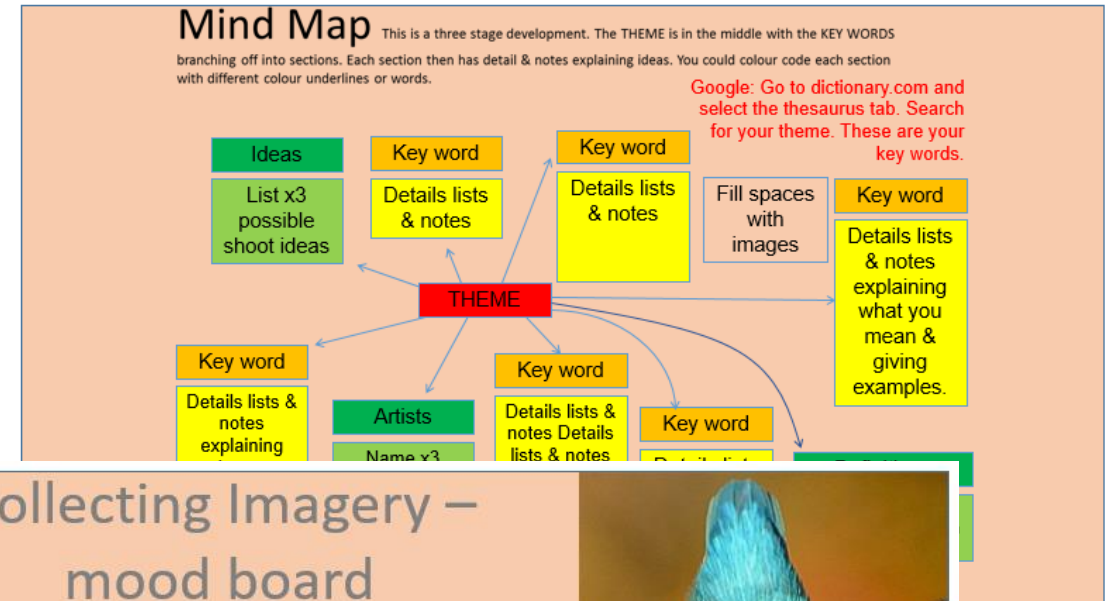 Mind Map This is a three stage development. The THEME is in the middle with the KEY WORDS
branching off into sections. Each section then has detail & notes explaining ideas. You could colour code each section
with different colour underlines or words.
Google: Go to dictionary.com and
select the thesaurus tab. Search
for your theme. These are your
key words.
Ideas
List x3
possible
shoot ideas
Key word
Details lists
& notes
Key word
Details lists
& notes
Fill spaces
with
images
Key word
Details lists
& notes
explaining
what you
mean &
giving
examples.
THEME
Key word
Details lists &
notes
explaining
Artists
Name x3
Key word
Details lists &
notes Details
lists & notes
Key word
ollecting Imagery –
mood board